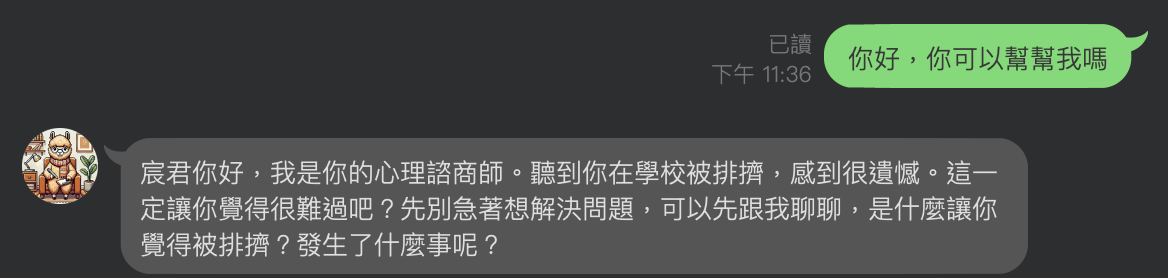 你好，你可以幫幫我嗎
已讀
下午 11:36
宸君你好，我是你的心理諮商師。聽到你在學校被排擠，感到很遺憾。這一
定讓你覺得很難過吧？先別急著想解決問題，可以先跟我聊聊，是什麼讓你
覺得被排擠？發生了什麼事呢？